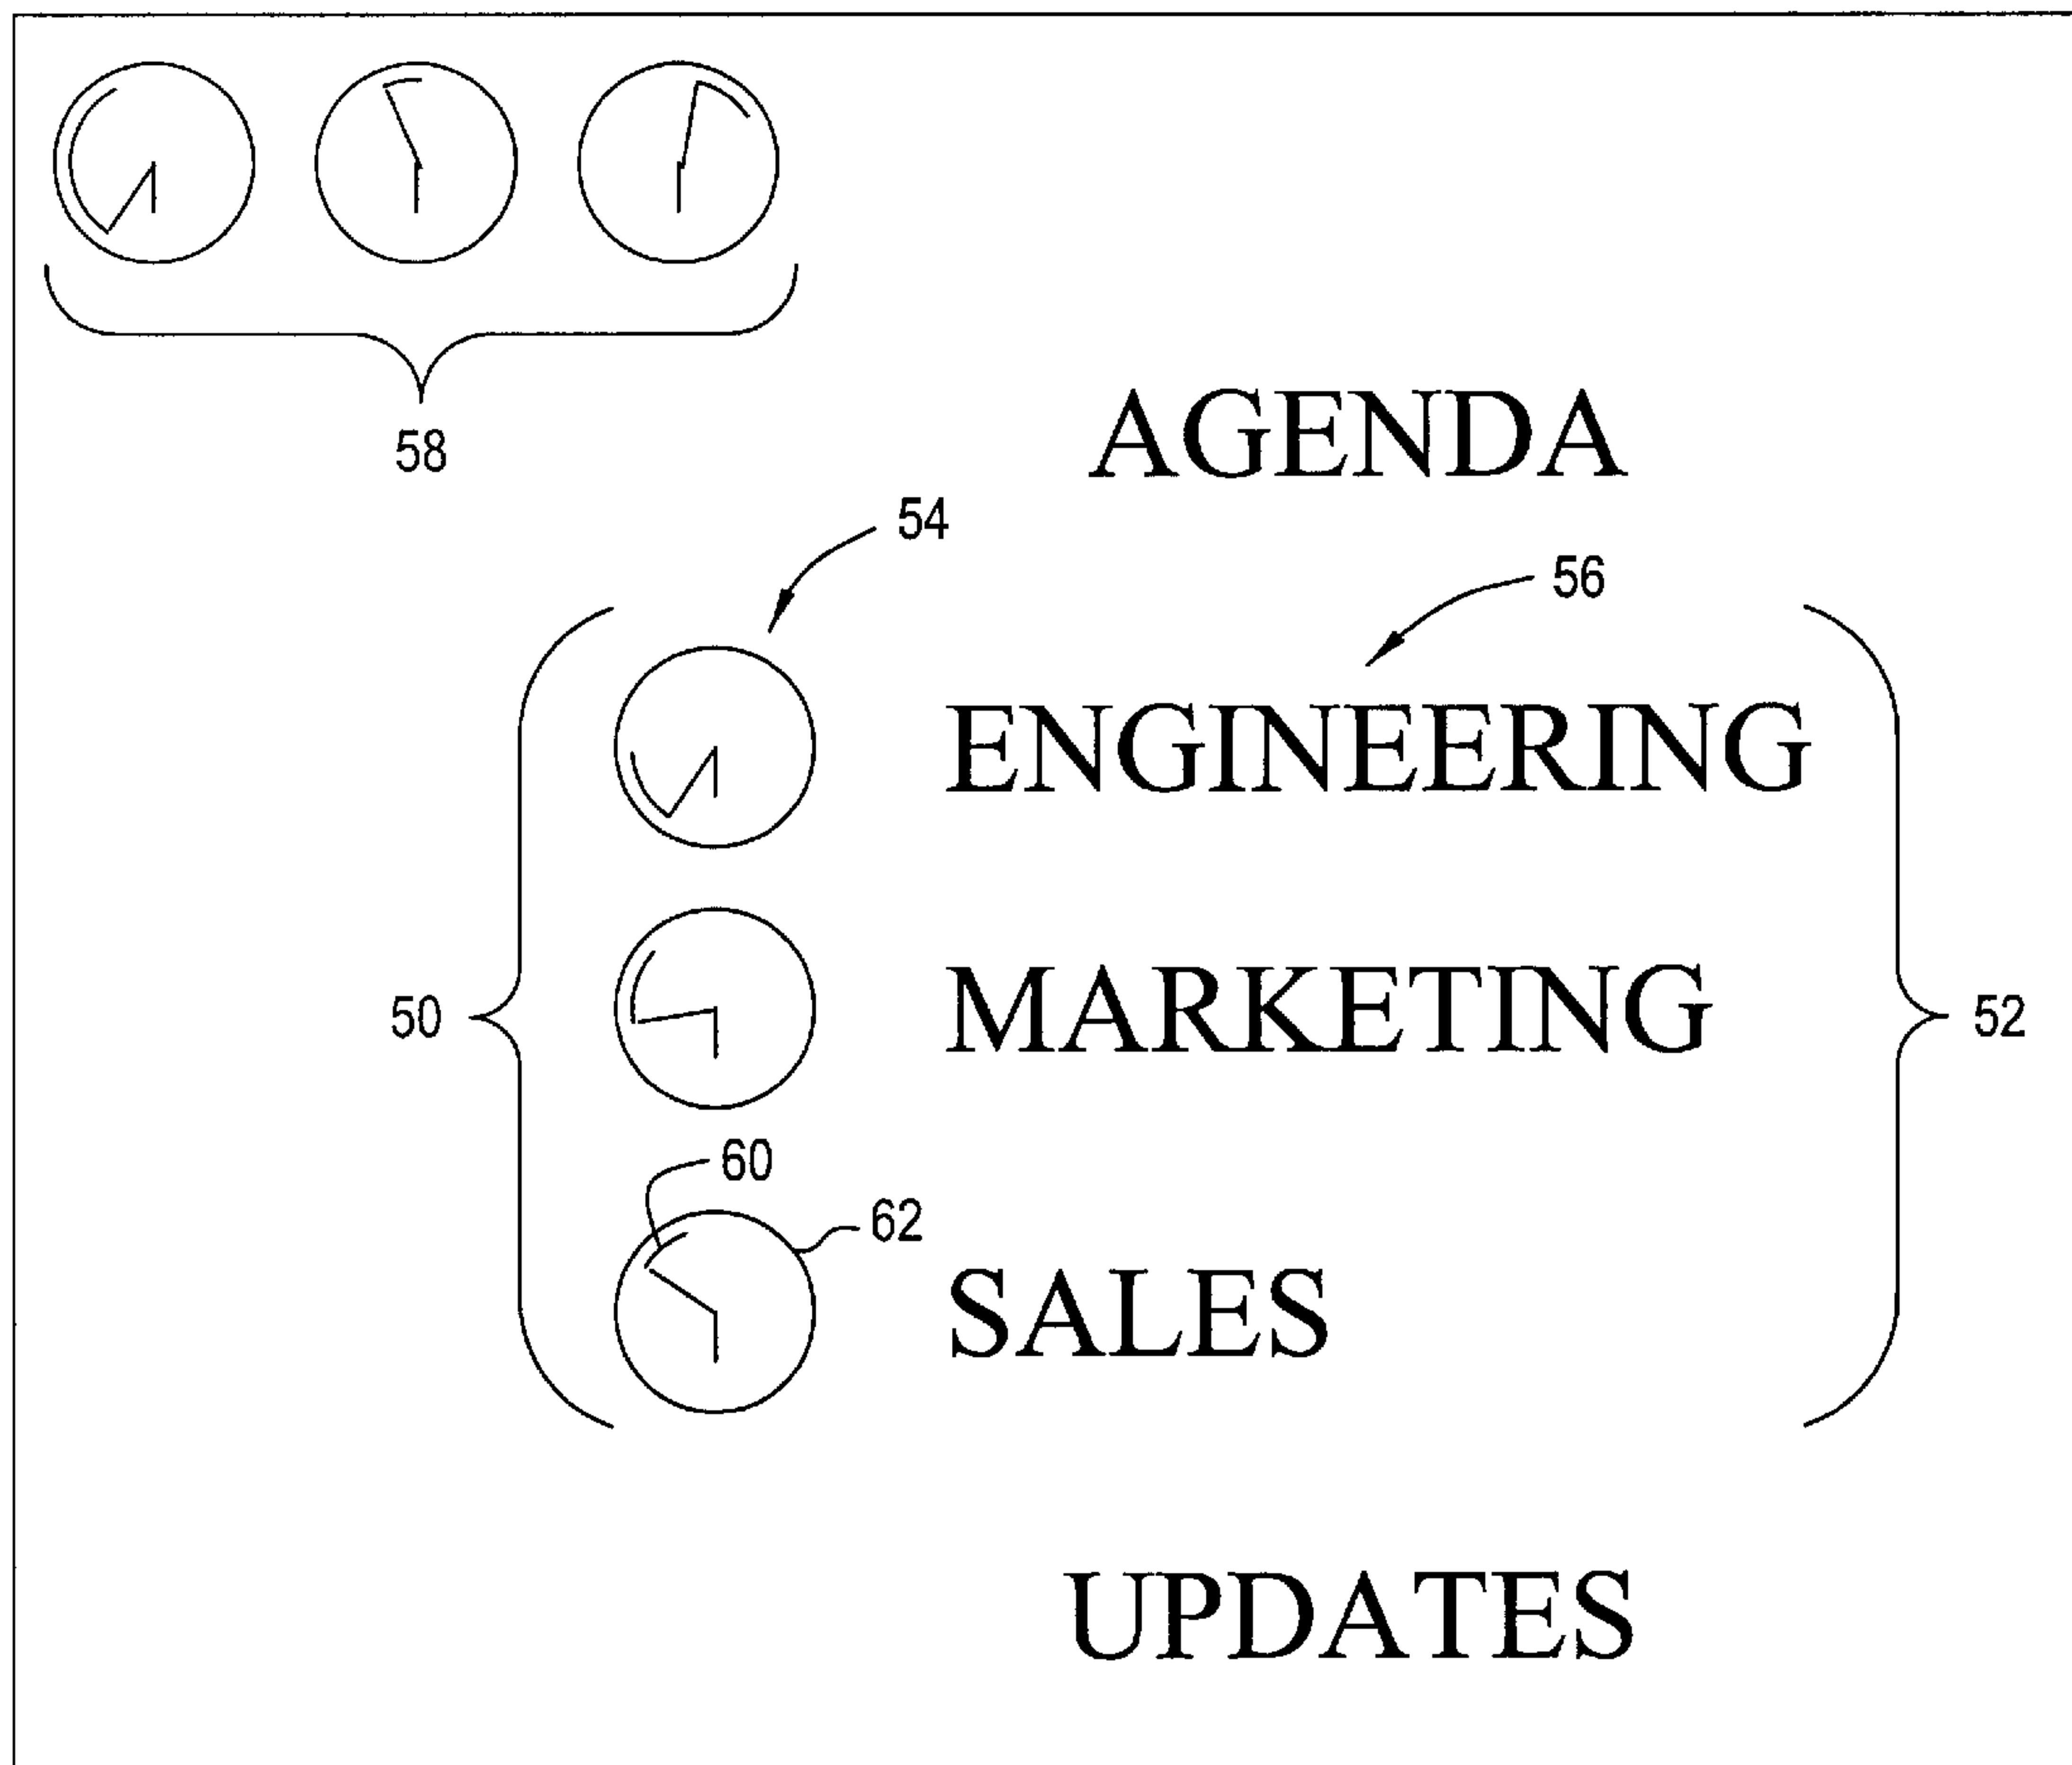 58
AGENDA
54
56
ENGINEERING
50
MARKETING
52
60
62
SALES
UPDATES